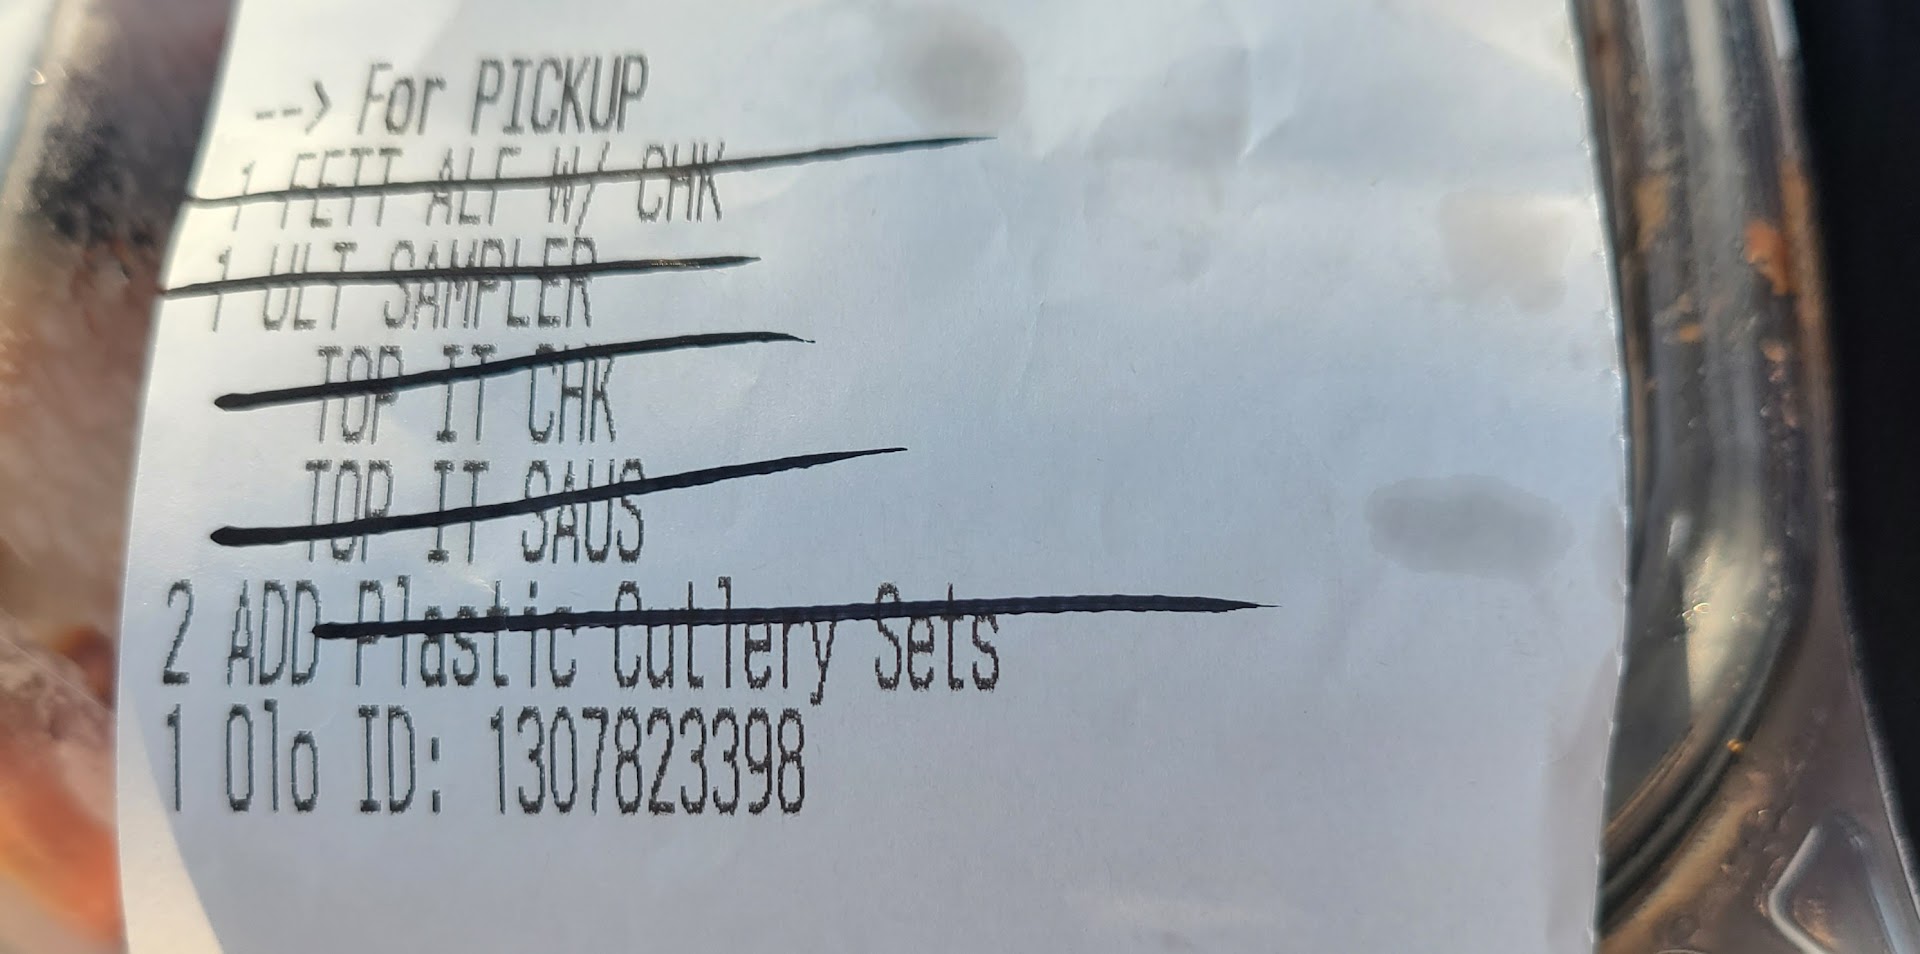 --> For PICKUP
1 FETT ALF W/ CHK
1 ULT SAMPLER
TOP IT CHK
TOP IT SAUS
2 ADD Plastic Cutlery Sets
1 Olo ID: 1307823398